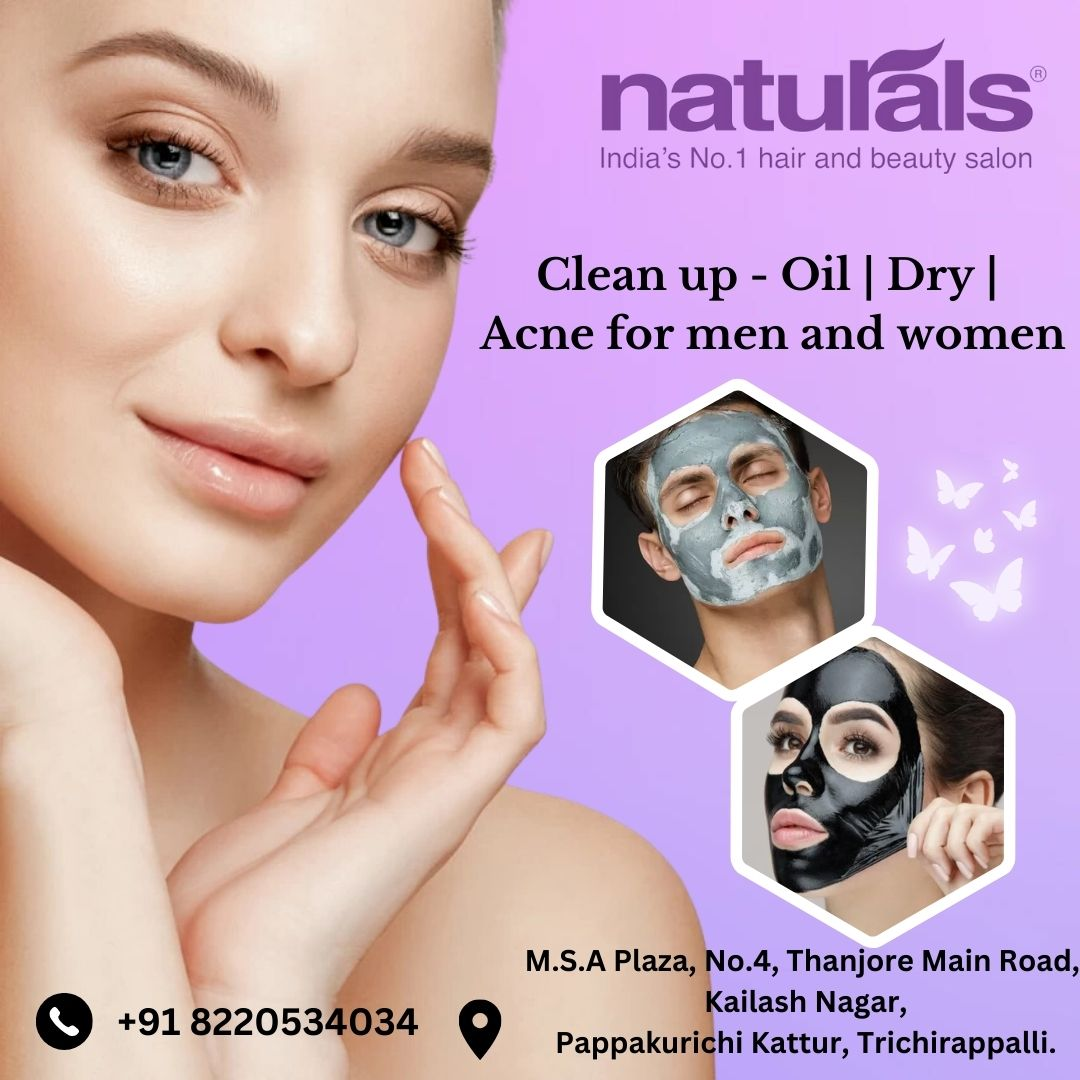 naturals®
India's No.1 hair and beauty salon
Clean up - Oil | Dry |
Acne for men and women
M.S.A Plaza, No.4, Thanjore Main Road,
Kailash Nagar,
Pappakurichi Kattur, Trichirappalli.
+91 8220534034